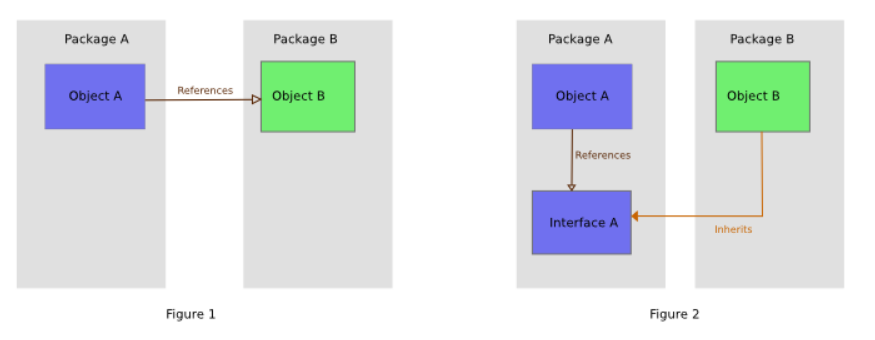 Package A
Package B
Object A
References
Object B
Figure 1
Package A
Package B
Object A
Object B
References
Interface A
Inherits
Figure 2